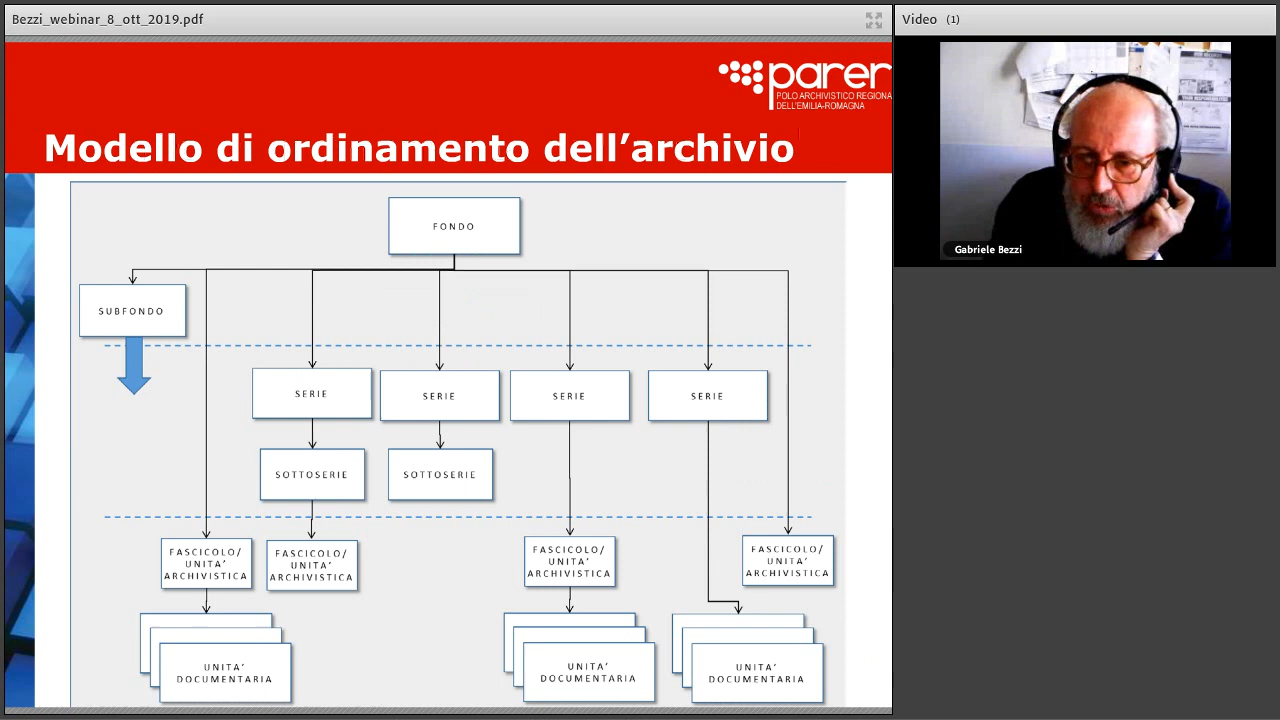 Bezzi_webinar_8_ott_2019.pdf
Video (1)
parer
POLO ARCHIVISTICO REGIONA
DELL'EMILIA-ROMAGNA
Modello di ordinamento dell’archivio
Gabriele Bezzi
FONDO
SUBFONDO
SERIE
SERIE
SERIE
SERIE
SOTTOSERIE
SOTTOSERIE
FASCICOLO/
UNITA’
ARCHIVISTICA
FASCICOLO/
UNITA’
ARCHIVISTICA
FASCICOLO/
UNITA’
ARCHIVISTICA
FASCICOLO/
UNITA’
ARCHIVISTICA
UNITA’
DOCUMENTARIA
UNITA’
DOCUMENTARIA
UNITA’
DOCUMENTARIA